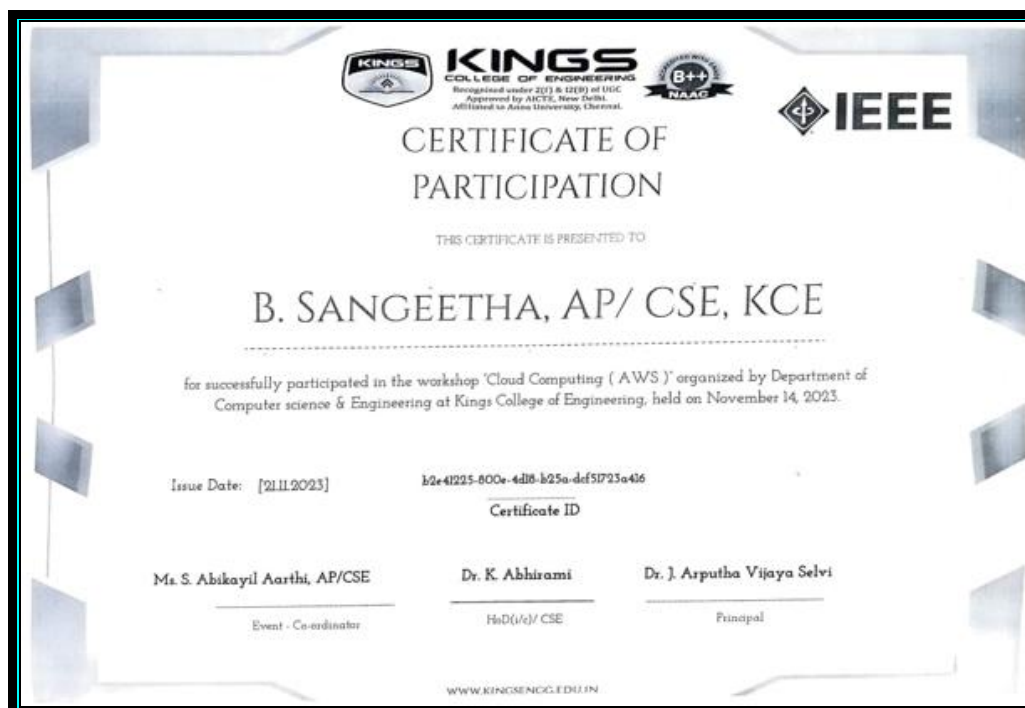 KINGS
KINGS
COLLEGE OF ENGINEERING
Recognised under 2(f) & 12(B) of UGC
Approved by AICTE, New Delhi.
Affiliated to Anna University, Chennai.
ACCREDITED WITH GRADE
B++
NAAC
IEEE
CERTIFICATE OF
PARTICIPATION
THIS CERTIFICATE IS PRESENTED TO
B. SANGEETHA, AP/ CSE, KCE
for successfully participated in the workshop "Cloud Computing ( AWS )" organized by Department of
Computer science & Engineering at Kings College of Engineering, held on November 14, 2023.
Issue Date: [21.11.2023]
b2e41225-800e-4d18-b25a-dcf51723a416
Certificate ID
Ms. S. Abikayil Aarthi, AP/CSE
Dr. K. Abhirami
Dr. J. Arputha Vijaya Selvi
Event - Co-ordinator
HoD(i/c)/ CSE
Principal
WWW.KINGSENGG.EDU.IN